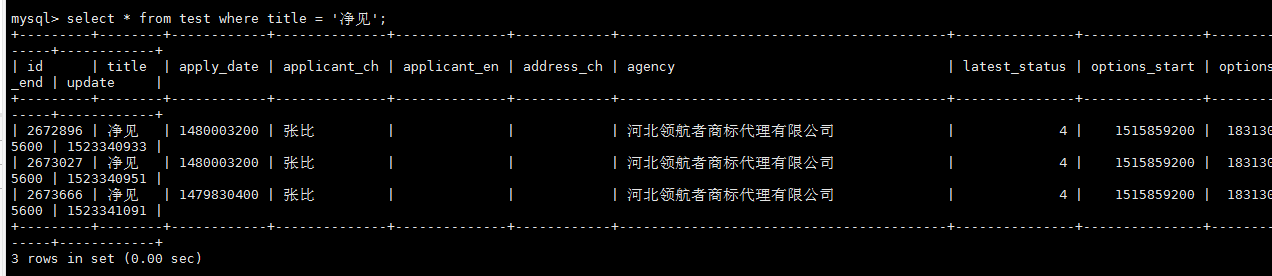 mysql> select * from test where title = '净见';
+---------+--------+------------+--------------+--------------+------------+-----------------------------------------+---------------+---------------+--------
-----+------------+
| id      | title  | apply_date | applicant_ch | applicant_en | address_ch | agency                                  | latest_status | options_start | options
_end | update     |
+---------+--------+------------+--------------+--------------+------------+-----------------------------------------+---------------+---------------+--------
-----+------------+
| 2672896 | 净见   | 1480003200 | 张比         |              |            | 河北领航者商标代理有限公司              |             4 |    1515859200 | 183130
5600 | 1523340933 |
| 2673027 | 净见   | 1480003200 | 张比         |              |            | 河北领航者商标代理有限公司              |             4 |    1515859200 | 183130
5600 | 1523340951 |
| 2673666 | 净见   | 1479830400 | 张比         |              |            | 河北领航者商标代理有限公司              |             4 |    1515859200 | 183130
5600 | 1523341091 |
+---------+--------+------------+--------------+--------------+------------+-----------------------------------------+---------------+---------------+--------
-----+------------+
3 rows in set (0.00 sec)